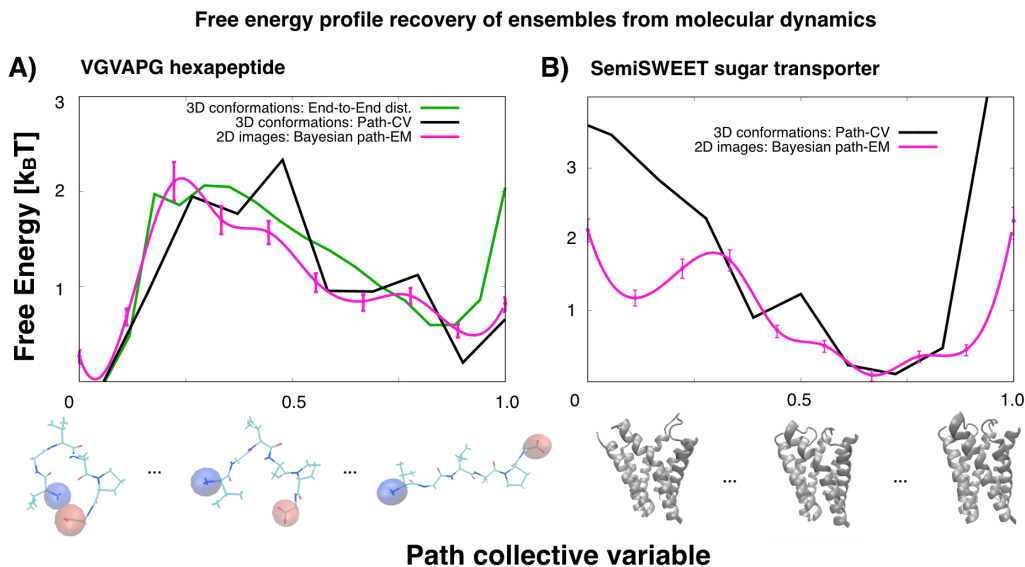 Free energy profile recovery of ensembles from molecular dynamics
A) VGVAPG hexapeptide
3D conformations: End-to-End dist.
3D conformations: Path-CV
2D images: Bayesian path-EM
Free Energy [kBT]
3
2
1
0
0.5
1.0
...
...
B) SemiSWEET sugar transporter
3D conformations: Path-CV
2D images: Bayesian path-EM
3
2
1
0
0.5
1.0
...
...
Path collective variable